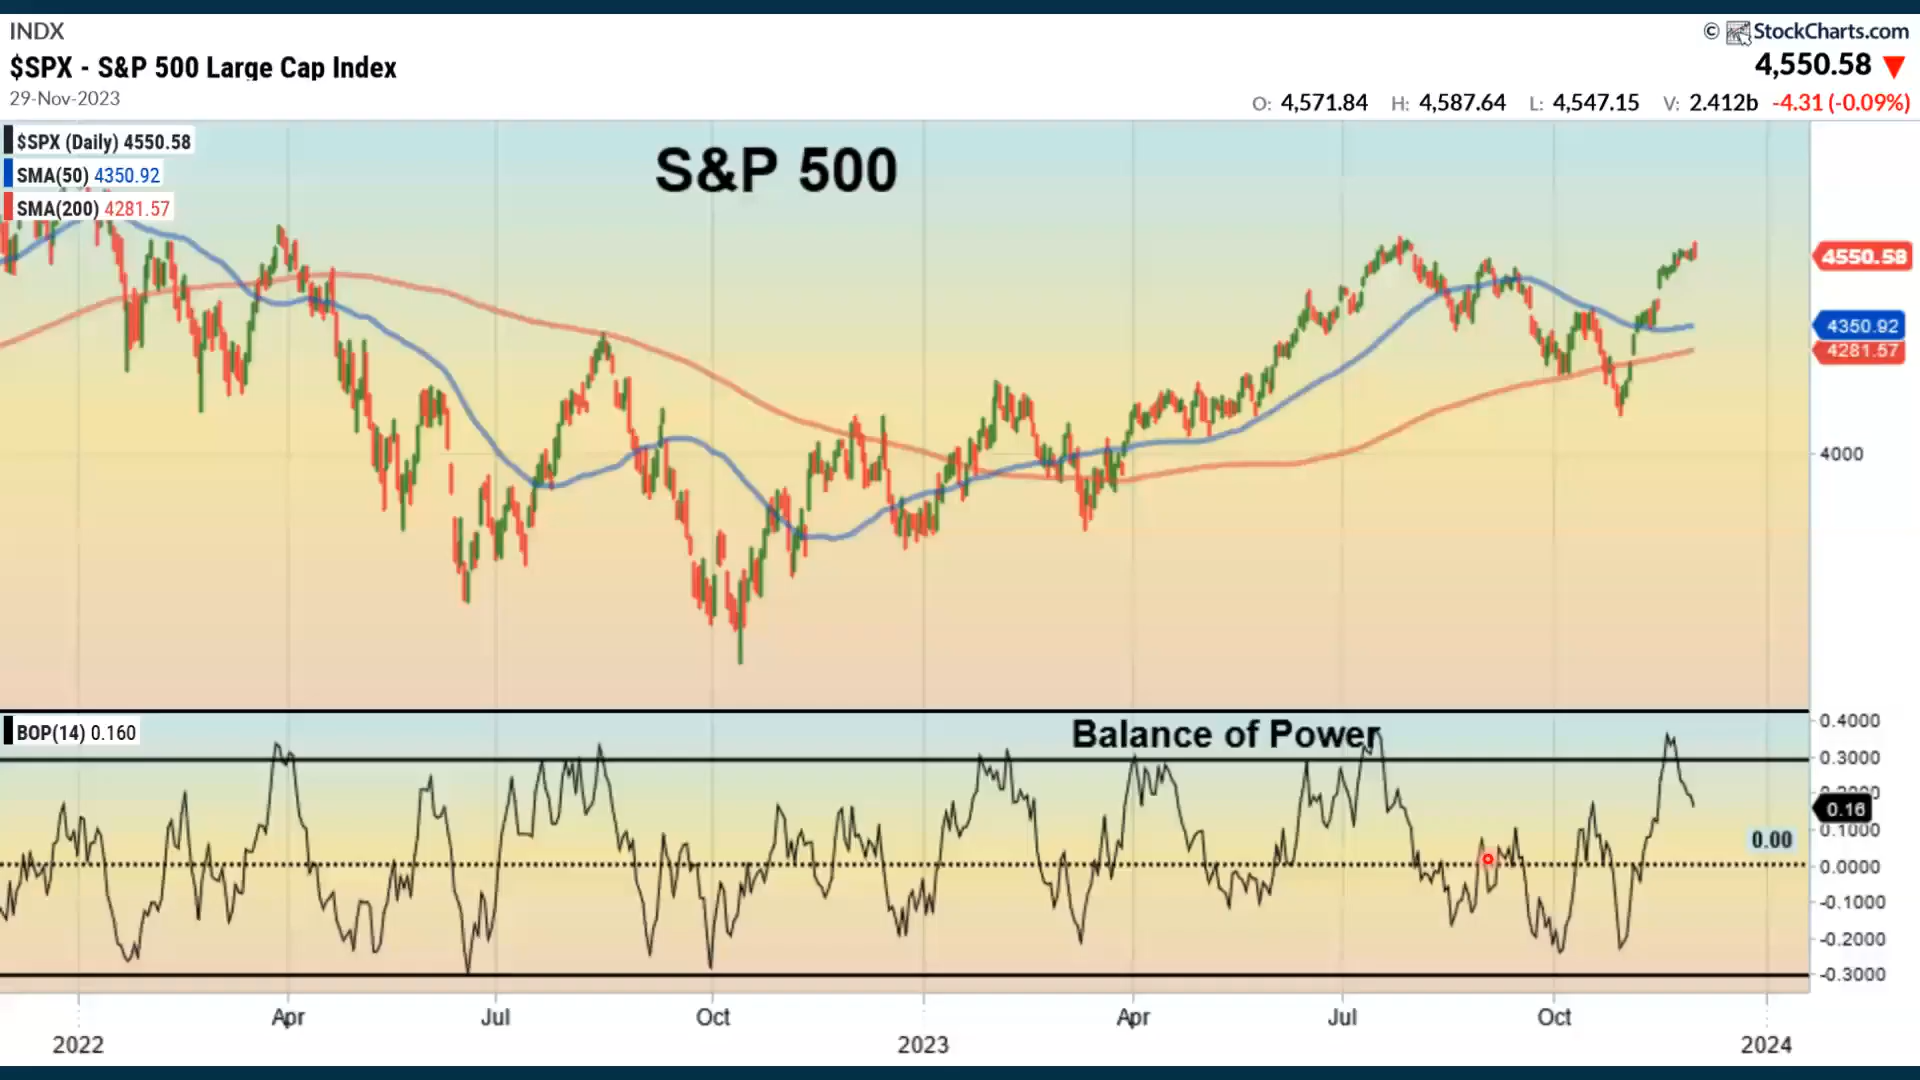 INDX
© StockCharts.com
$SPX - S&P 500 Large Cap Index
4,550.58
29-Nov-2023
O: 4,571.84 H: 4,587.64 L: 4,547.15 V: 2.412b -4.31 (-0.09%)
$SPX (Daily) 4550.58
SMA(50) 4350.92
SMA(200) 4281.57
S&P 500
4550.58
4350.92
4281.57
4000
BOP(14) 0.160
Balance of Power
0.4000
0.3000
0.16
0.1000
0.00
0.0000
-0.1000
-0.2000
-0.3000
Apr Jul Oct Apr Jul Oct
2022 2023 2024